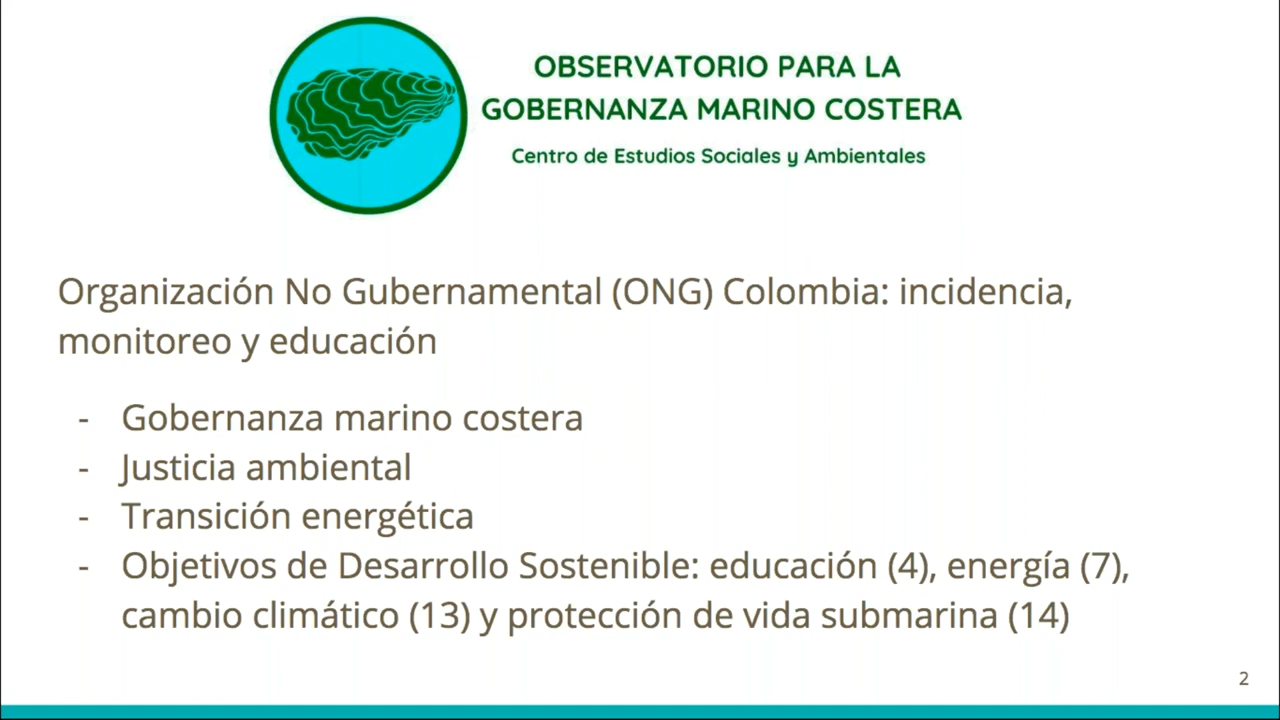 OBSERVATORIO PARA LA
GOBERNANZA MARINO COSTERA
Centro de Estudios Sociales y Ambientales
Organización No Gubernamental (ONG) Colombia: incidencia,
monitoreo y educación
- Gobernanza marino costera
- Justicia ambiental
- Transición energética
- Objetivos de Desarrollo Sostenible: educación (4), energía (7),
cambio climático (13) y protección de vida submarina (14)
2